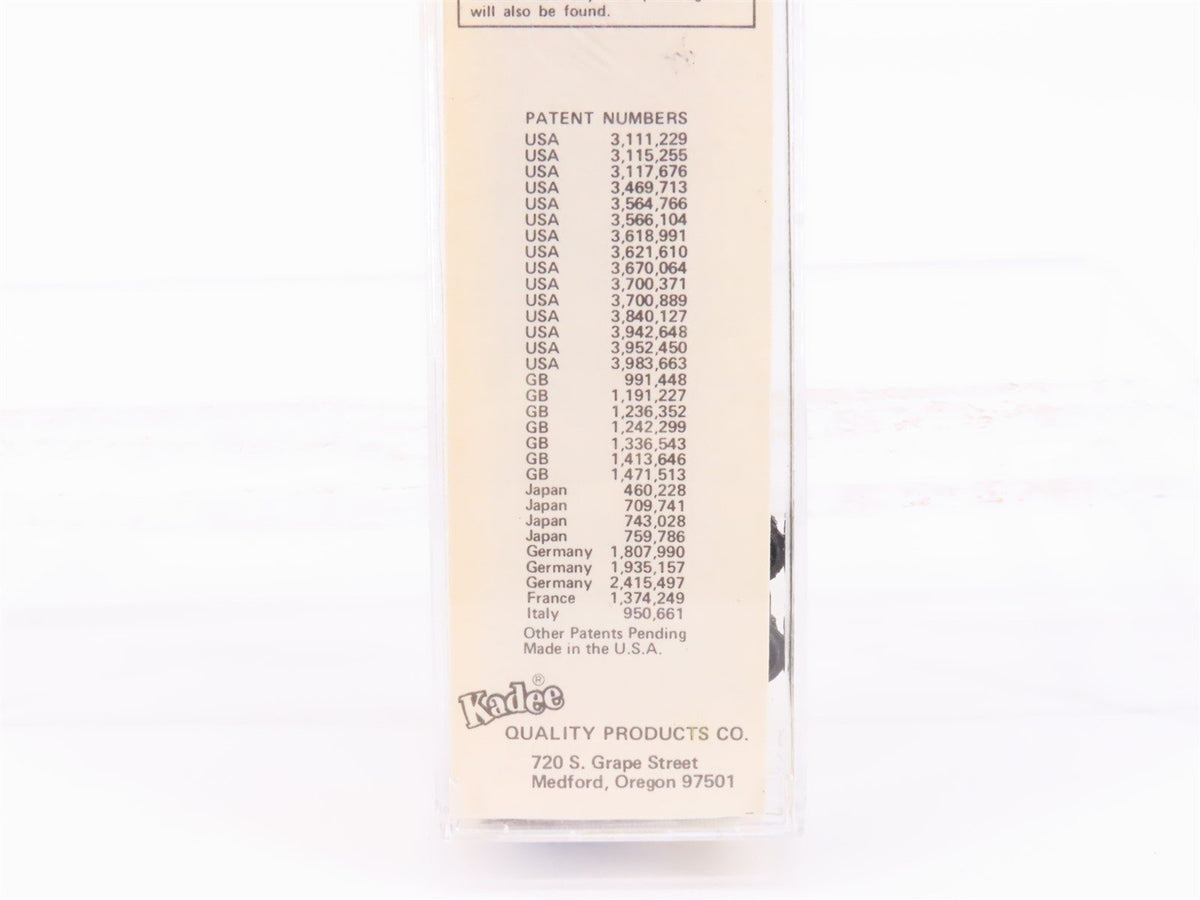 will also be found.
PATENT NUMBERS
USA 3,111,229
USA 3,115,255
USA 3,117,676
USA 3,469,713
USA 3,564,766
USA 3,566,104
USA 3,618,991
USA 3,621,610
USA 3,670,064
USA 3,700,371
USA 3,700,889
USA 3,840,127
USA 3,942,648
USA 3,952,450
USA 3,983,663
GB 991,448
GB 1,191,227
GB 1,236,352
GB 1,242,299
GB 1,336,543
GB 1,413,646
GB 1,471,513
Japan 460,228
Japan 709,741
Japan 743,028
Japan 759,786
Germany 1,807,990
Germany 1,935,157
Germany 2,415,497
France 1,374,249
Italy 950,661
Other Patents Pending
Made in the U.S.A.
Kadee®
QUALITY PRODUCTS CO.
720 S. Grape Street
Medford, Oregon 97501